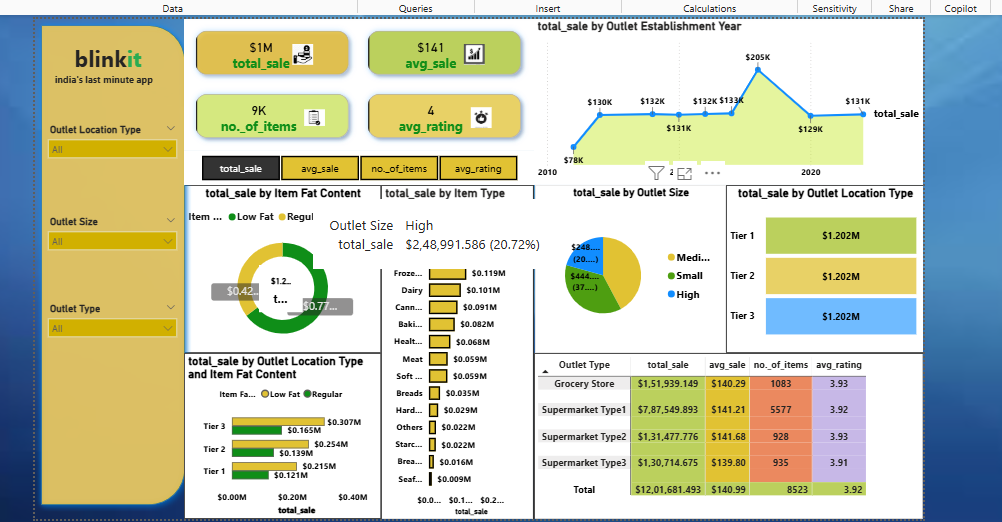 Data
Queries
Insert
Calculations
Sensitivity
Share
Copilot
blinkit
india's last minute app
Outlet Location Type
All
Outlet Size
All
Outlet Type
All
$1M
total_sale
$141
avg_sale
9K
no._of_items
4
avg_rating
total_sale
avg_sale
no._of_items
avg_rating
total_sale by Outlet Establishment Year
$78K
$130K
$132K
$131K
$132K
$133K
$205K
$129K
$131K
total_sale
2010
2020
total_sale by Item Fat Content
Item ... Low Fat Regul
$1.2...
t...
$0.42...
$0.77...
total_sale by Item Type
Outlet Size High
total_sale $2,48,991.586 (20.72%)
Froze... $0.119M
Dairy $0.101M
Cann... $0.091M
Baki... $0.082M
Healt... $0.068M
Meat $0.059M
Soft ... $0.059M
Breads $0.035M
Hard... $0.029M
Others $0.022M
Starc... $0.022M
Brea... $0.016M
Seaf... $0.009M
$0.0... $0.1... $0.2...
total_sale
total_sale by Outlet Size
$248....
(20....)
$444....
(37....)
Medi...
Small
High
total_sale by Outlet Location Type
Tier 1 $1.202M
Tier 2 $1.202M
Tier 3 $1.202M
total_sale by Outlet Location Type
and Item Fat Content
Item Fa... Low Fat Regular
Tier 3 $0.307M
$0.165M
Tier 2 $0.254M
$0.139M
Tier 1 $0.215M
$0.121M
$0.00M $0.20M $0.40M
total_sale
Outlet Type total_sale avg_sale no._of_items avg_rating
Grocery Store $1,51,939.149 $140.29 1083 3.93
Supermarket Type1 $7,87,549.893 $141.21 5577 3.92
Supermarket Type2 $1,31,477.776 $141.68 928 3.93
Supermarket Type3 $1,30,714.675 $139.80 935 3.91
Total $12,01,681.493 $140.99 8523 3.92